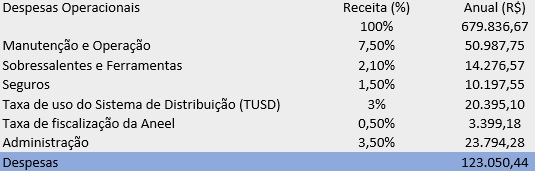 Despesas Operacionais Receita (%) Anual (R$)
100% 679.836,67
Manutenção e Operação 7,50% 50.987,75
Sobressalentes e Ferramentas 2,10% 14.276,57
Seguros 1,50% 10.197,55
Taxa de uso do Sistema de Distribuição (TUSD) 3% 20.395,10
Taxa de fiscalização da Aneel 0,50% 3.399,18
Administração 3,50% 23.794,28
Despesas 123.050,44